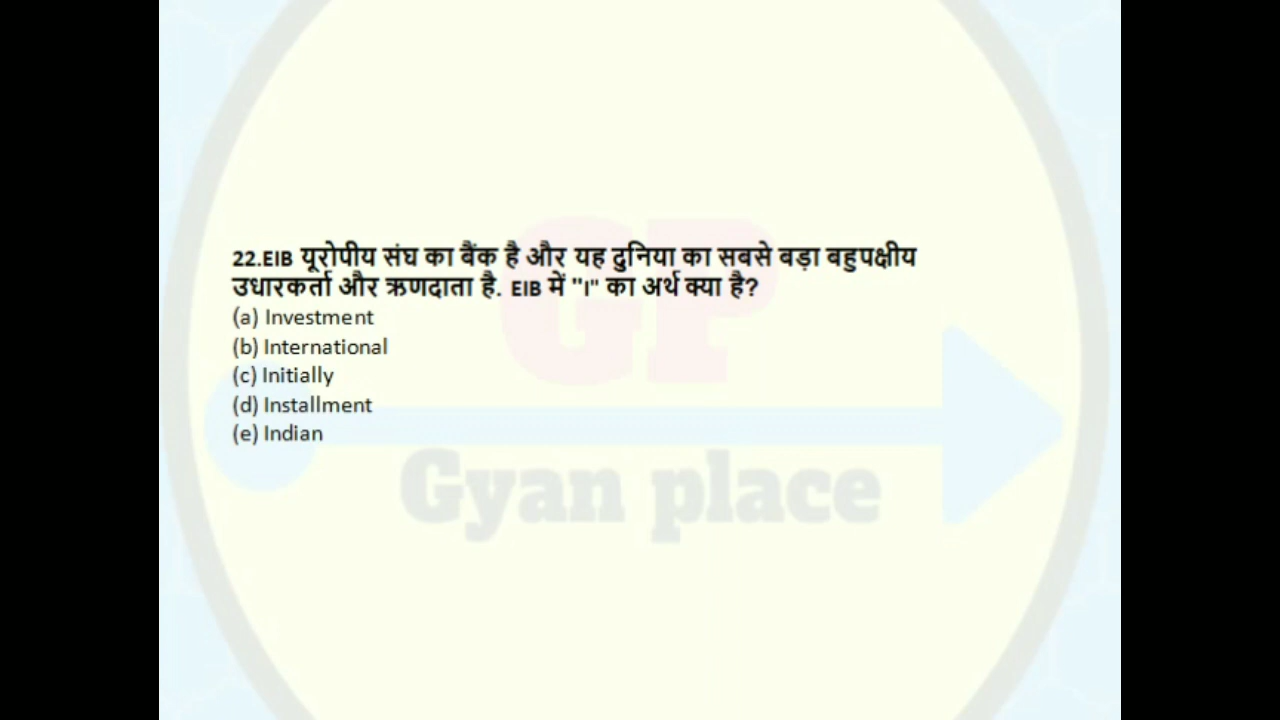 22.EIB यूरोपीय संघ का बैंक है और यह दुनिया का सबसे बड़ा बहुपक्षीय
उधारकर्ता और ऋणदाता है. EIB में "I" का अर्थ क्या है?
(a) Investment
(b) International
(c) Initially
(d) Installment
(e) Indian
GP
Gyan place